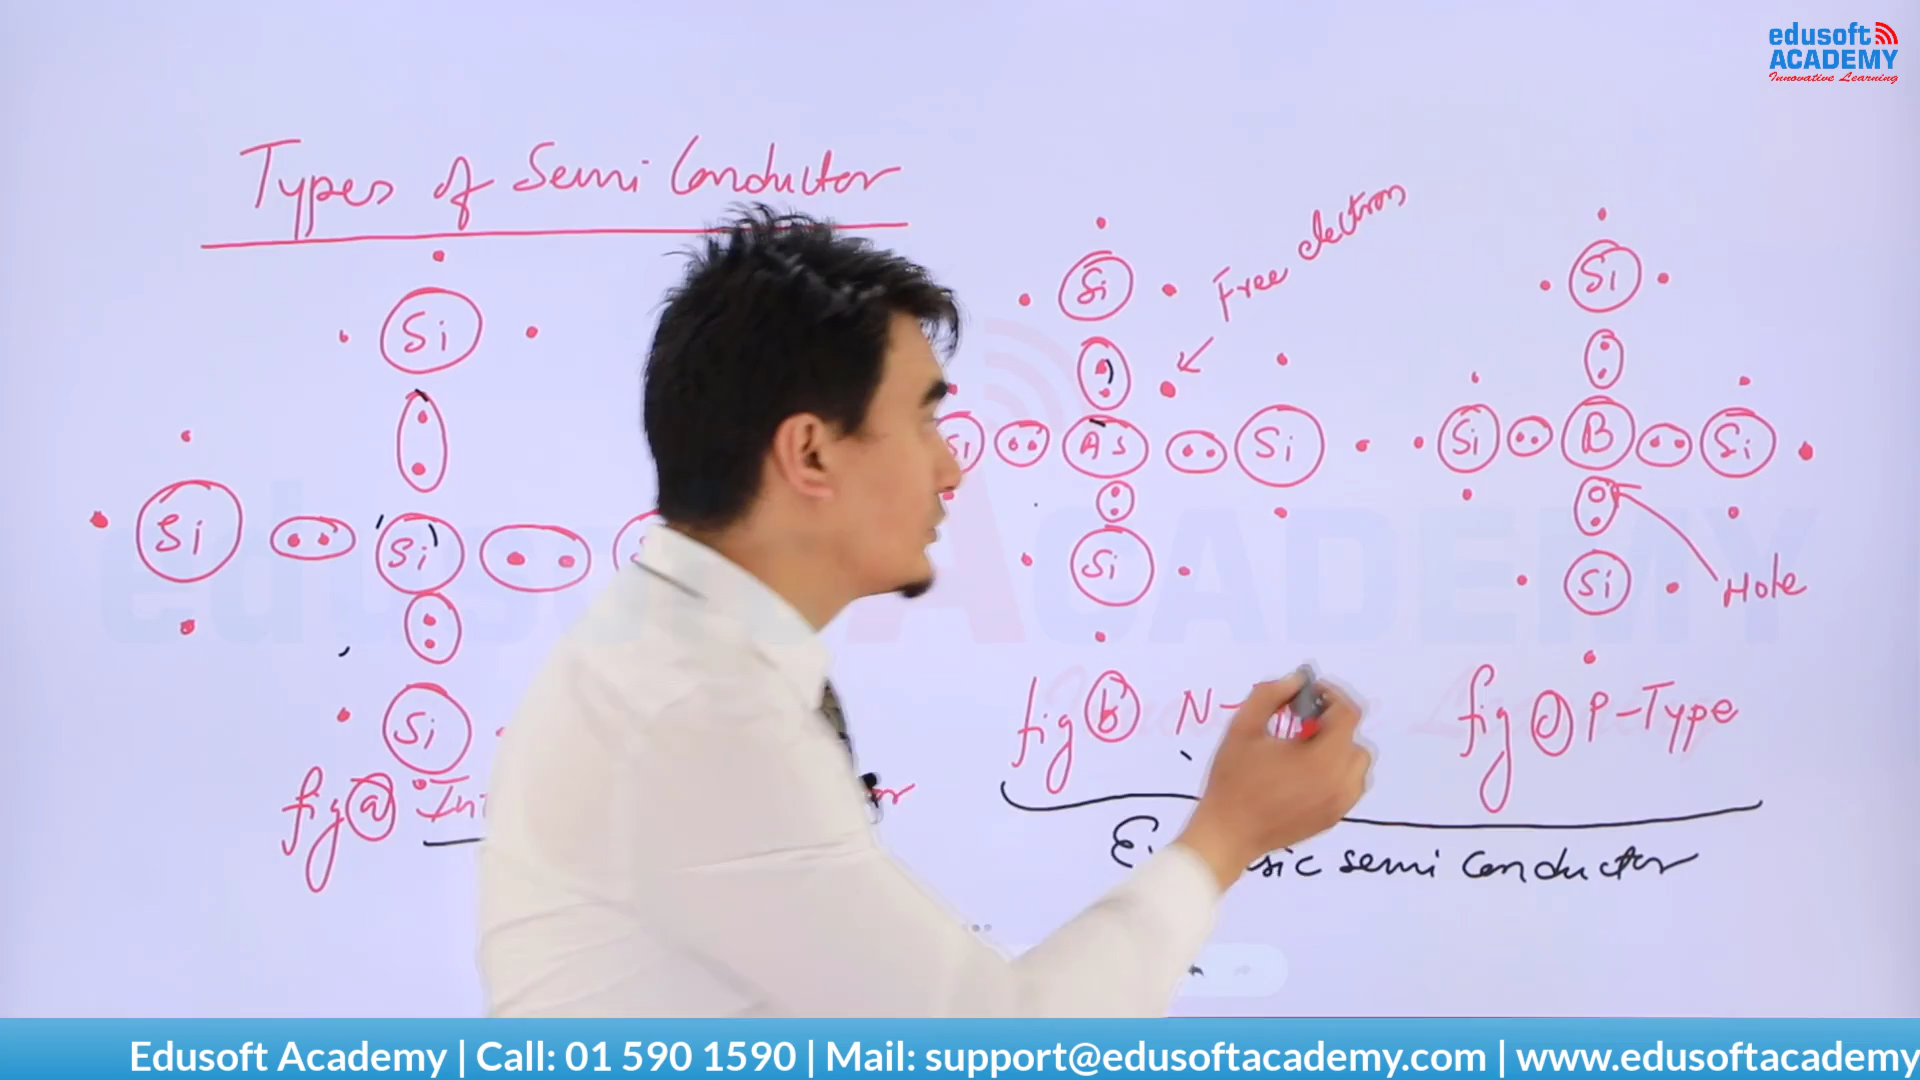 edusoft
ACADEMY
Innovative Learning
Types of Semi Conductor
Free electron
Si
Si
Si
Si
Si
As
Si
Si
B
Si
Si
Si
Si
Si
Si
Hole
fig a
fig b N-
fig c P-Type
semi conductor
Edusoft Academy | Call: 01 590 1590 | Mail: support@edusoftacademy.com | www.edusoftacademy